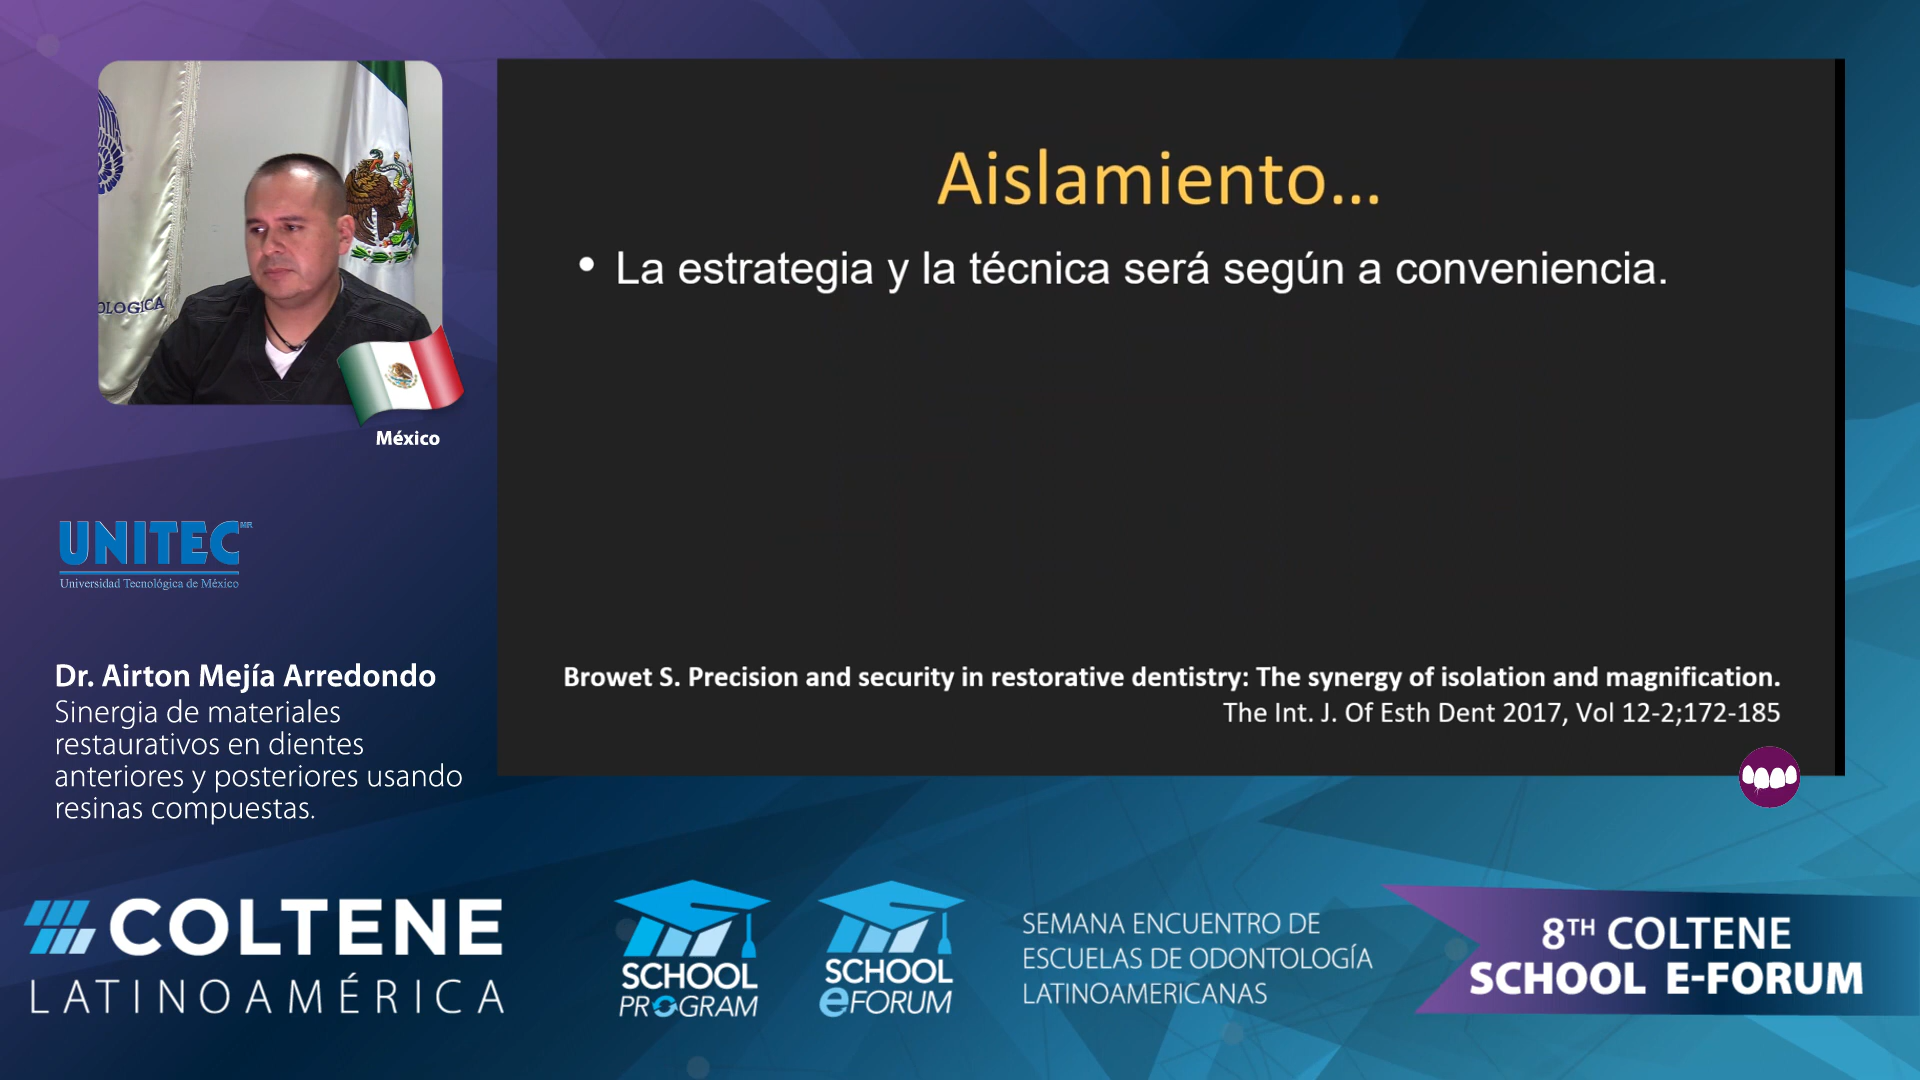 OLOGICA
México
UNITEC MR
Universidad Tecnológica de México
Dr. Airton Mejía Arredondo
Sinergia de materiales
restaurativos en dientes
anteriores y posteriores usando
resinas compuestas.
Aislamiento...
• La estrategia y la técnica será según a conveniencia.
Browet S. Precision and security in restorative dentistry: The synergy of isolation and magnification.
The Int. J. Of Esth Dent 2017, Vol 12-2;172-185
COLTENE
LATINOAMÉRICA
SCHOOL
PROGRAM
SCHOOL
eFORUM
SEMANA ENCUENTRO DE
ESCUELAS DE ODONTOLOGÍA
LATINOAMERICANAS
8TH COLTENE
SCHOOL E-FORUM